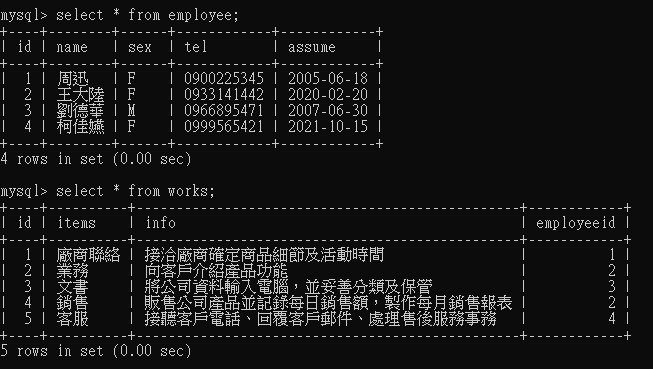 mysql> select * from employee;
+----+--------+------+------------+------------+
| id | name | sex | tel | assume |
+----+--------+------+------------+------------+
| 1 | 周迅 | F | 0900225345 | 2005-06-18 |
| 2 | 王大陸 | F | 0933141442 | 2020-02-20 |
| 3 | 劉德華 | M | 0966895471 | 2007-06-30 |
| 4 | 柯佳嬿 | F | 0999565421 | 2021-10-15 |
+----+--------+------+------------+------------+
4 rows in set (0.00 sec)
mysql> select * from works;
+----+----------+------------------------------------------------+------------+
| id | items | info | employeeid |
+----+----------+------------------------------------------------+------------+
| 1 | 廠商聯絡 | 接洽廠商確定商品細節及活動時間 | 1 |
| 2 | 業務 | 向客戶介紹產品功能 | 2 |
| 3 | 文書 | 將公司資料輸入電腦，並妥善分類及保管 | 3 |
| 4 | 銷售 | 販售公司產品並記錄每日銷售額，製作每月銷售報表 | 2 |
| 5 | 客服 | 接聽客戶電話、回覆客戶郵件、處理售後服務事務 | 4 |
+----+----------+------------------------------------------------+------------+
5 rows in set (0.00 sec)